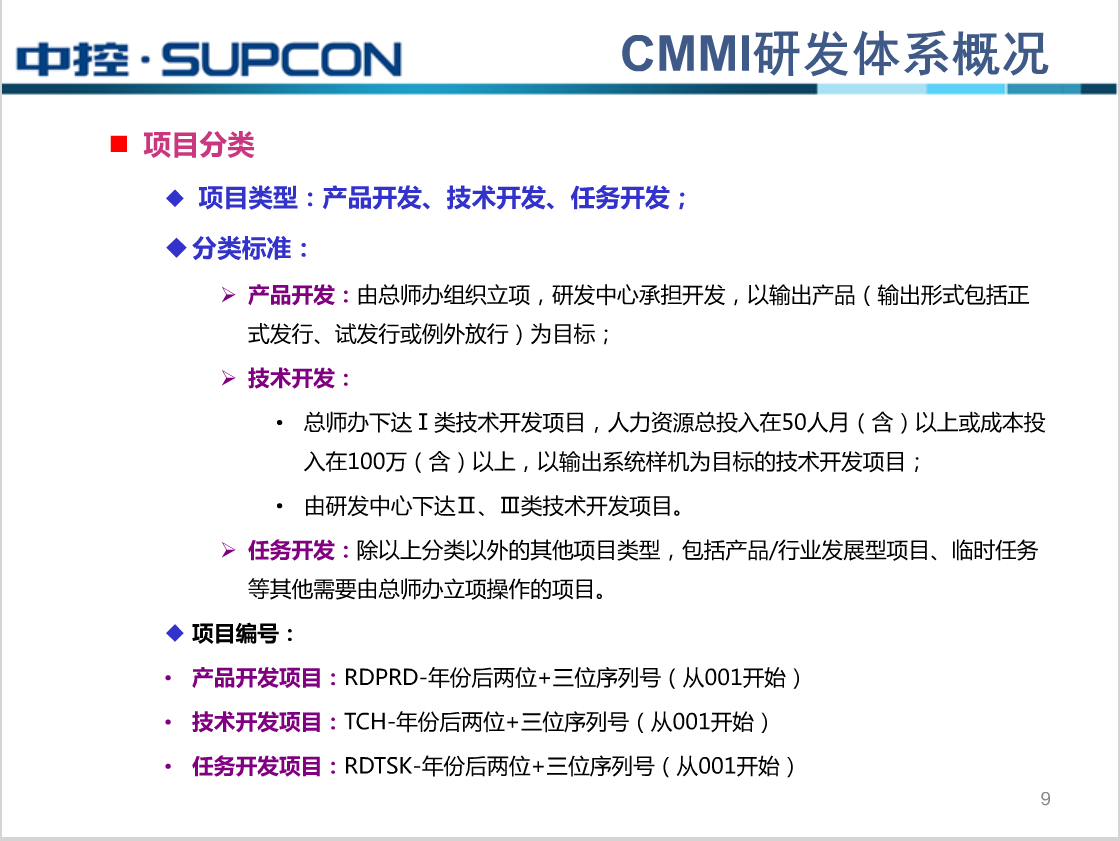 中控·SUPCON
CMMI研发体系概况
项目分类
项目类型：产品开发、技术开发、任务开发；
分类标准：
产品开发：由总师办组织立项，研发中心承担开发，以输出产品（输出形式包括正
式发行、试发行或例外放行）为目标；
技术开发：
• 总师办下达Ⅰ类技术开发项目，人力资源总投入在50人月（含）以上或成本投
入在100万（含）以上，以输出系统样机为目标的技术开发项目；
• 由研发中心下达Ⅱ、Ⅲ类技术开发项目。
任务开发：除以上分类以外的其他项目类型，包括产品/行业发展型项目、临时任务
等其他需要由总师办立项操作的项目。
项目编号：
• 产品开发项目：RDPRD-年份后两位+三位序列号（从001开始）
• 技术开发项目：TCH-年份后两位+三位序列号（从001开始）
• 任务开发项目：RDTSK-年份后两位+三位序列号（从001开始）
9